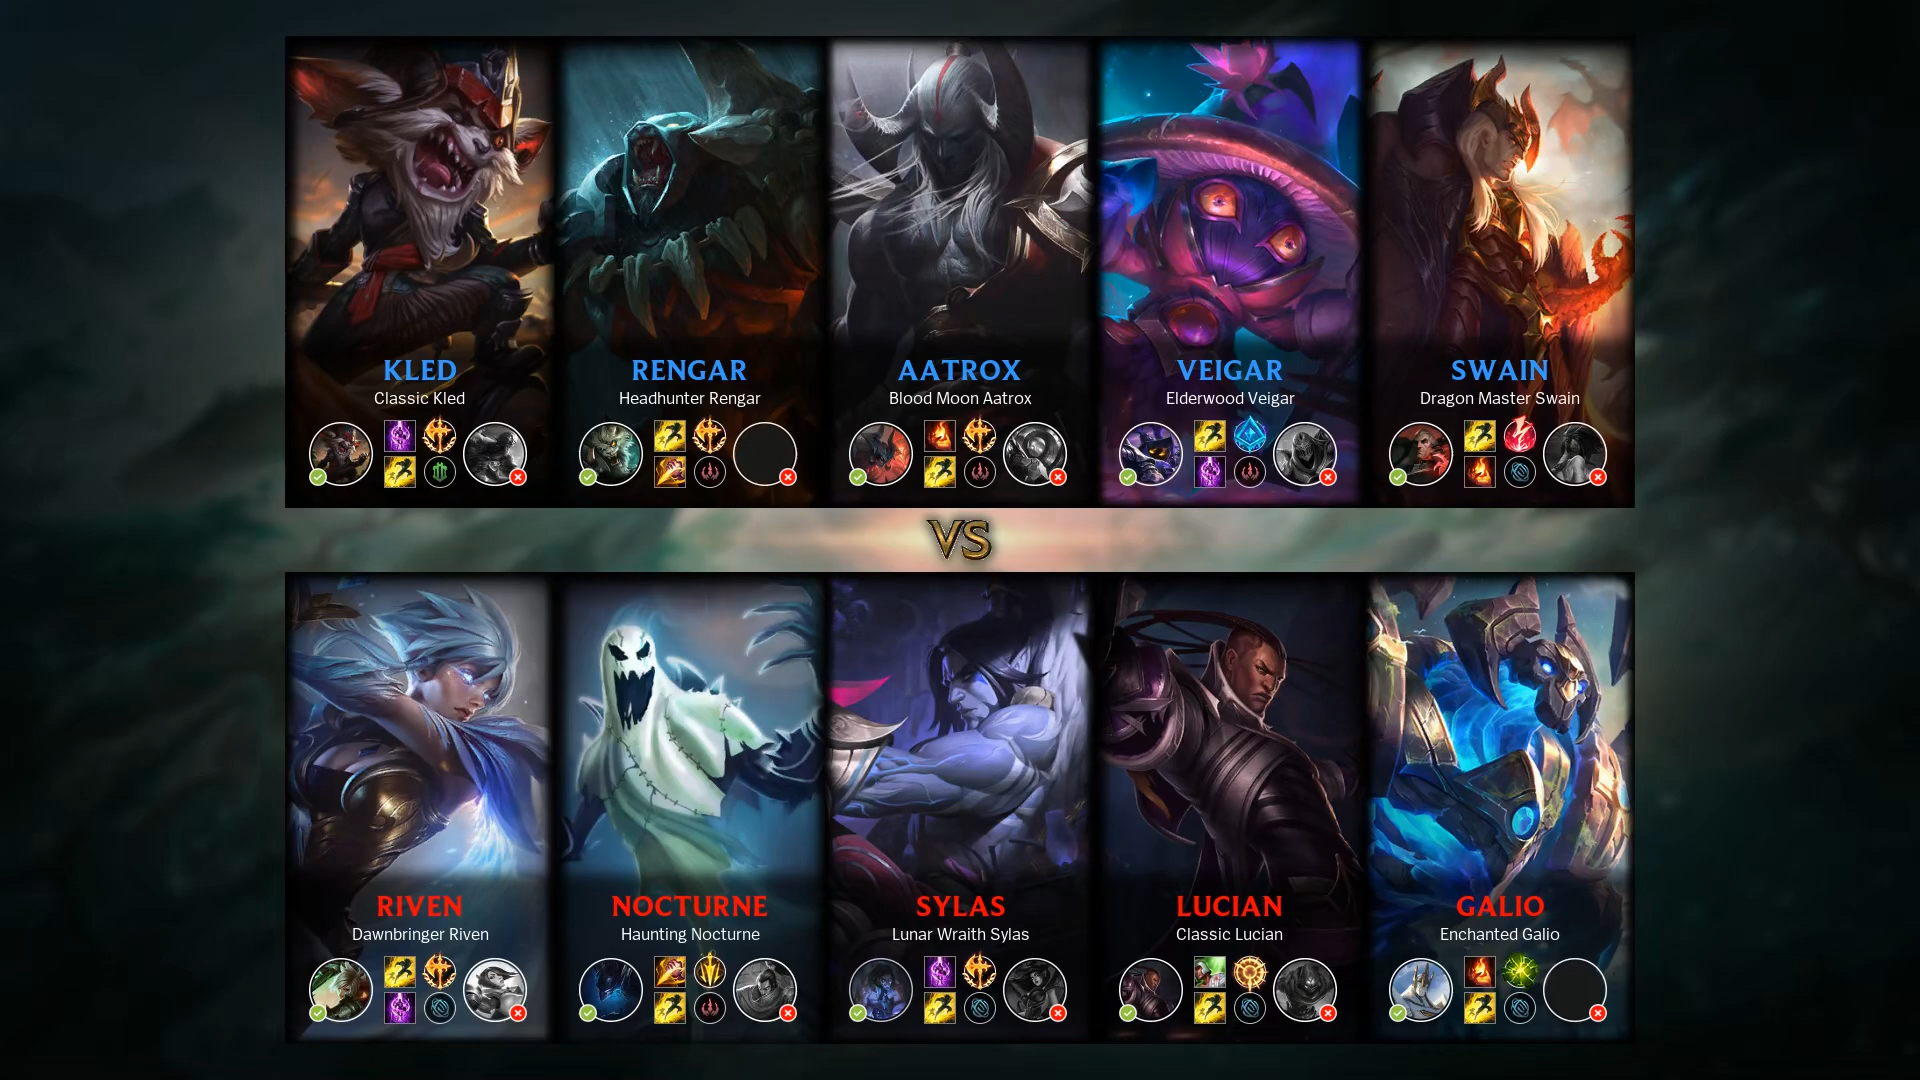 KLED
Classic Kled
RENGAR
Headhunter Rengar
AATROX
Blood Moon Aatrox
VEIGAR
Elderwood Veigar
SWAIN
Dragon Master Swain
VS
RIVEN
Dawnbringer Riven
NOCTURNE
Haunting Nocturne
SYLAS
Lunar Wraith Sylas
LUCIAN
Classic Lucian
GALIO
Enchanted Galio